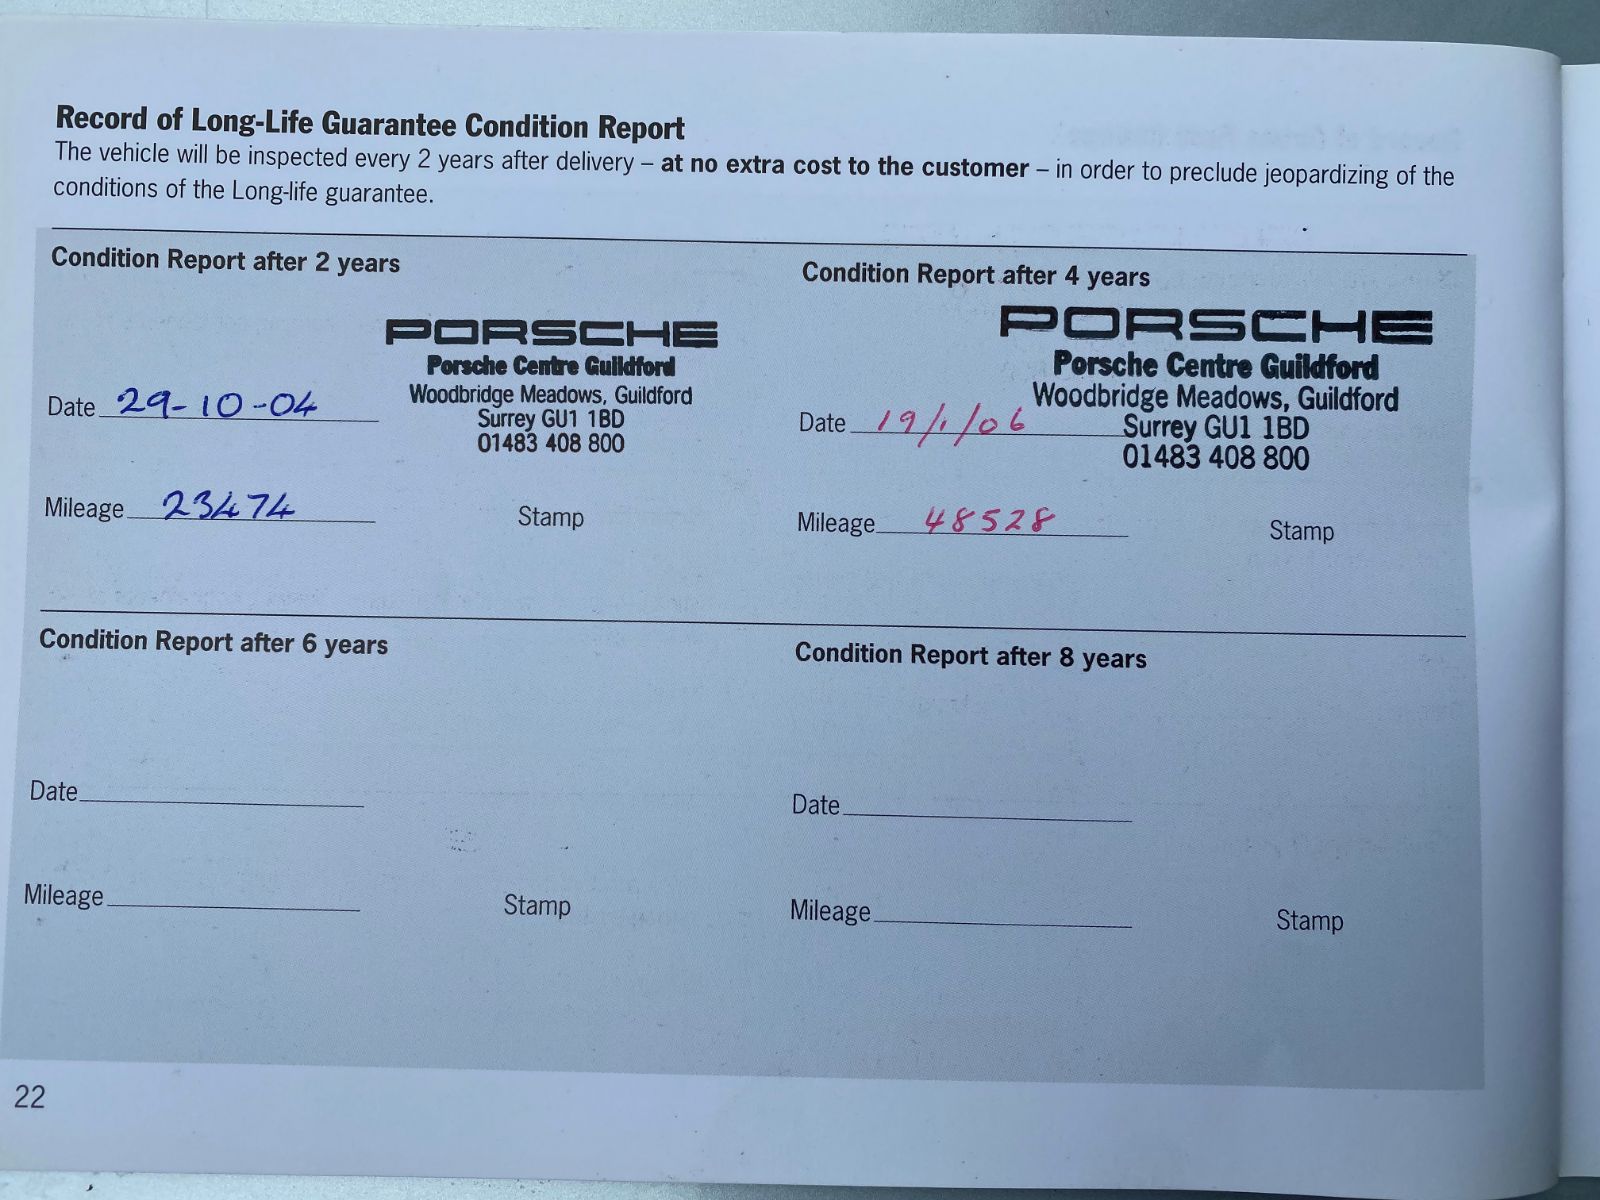 Record of Long-Life Guarantee Condition Report
The vehicle will be inspected every 2 years after delivery – at no extra cost to the customer – in order to preclude jeopardizing of the
conditions of the Long-life guarantee.
Condition Report after 2 years
PORSCHE
Porsche Centre Guildford
Woodbridge Meadows, Guildford
Surrey GU1 1BD
01483 408 800
Date 29-10-04
Mileage 23474
Stamp
Condition Report after 4 years
PORSCHE
Porsche Centre Guildford
Woodbridge Meadows, Guildford
Surrey GU1 1BD
01483 408 800
Date 19/1/06
Mileage 48528
Stamp
Condition Report after 6 years
Date
Mileage
Stamp
Condition Report after 8 years
Date
Mileage
Stamp
22